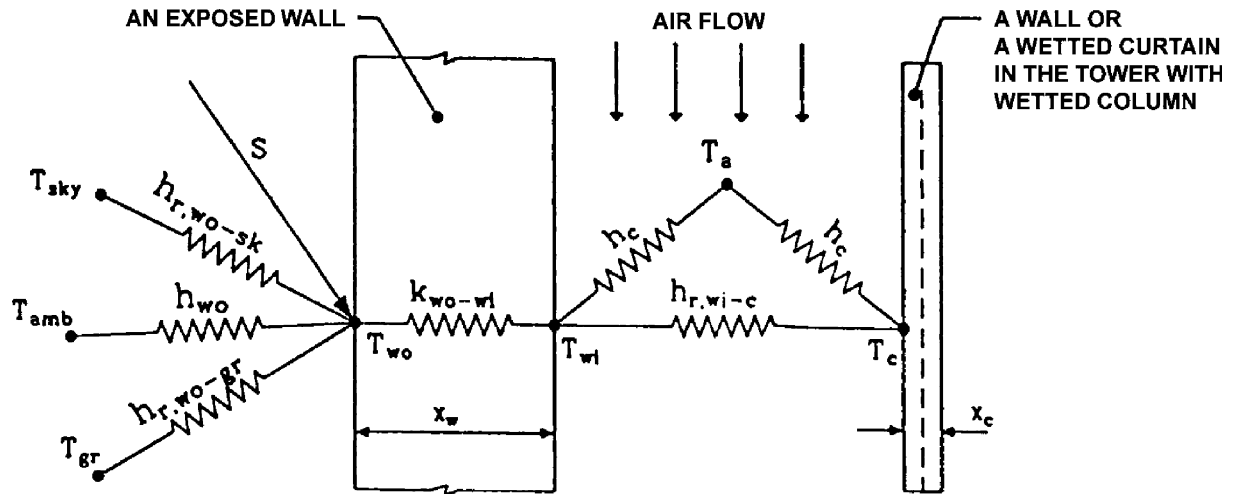 AN EXPOSED WALL
AIR FLOW
A WALL OR
A WETTED CURTAIN
IN THE TOWER WITH
WETTED COLUMN
S
T_a
T_sky
h_r,wo-sk
h_c
h_c
T_amb
h_wo
k_wo-wi
h_r,wi-c
T_wo
T_wi
T_c
h_r,wo-gr
T_gr
x_w
x_c